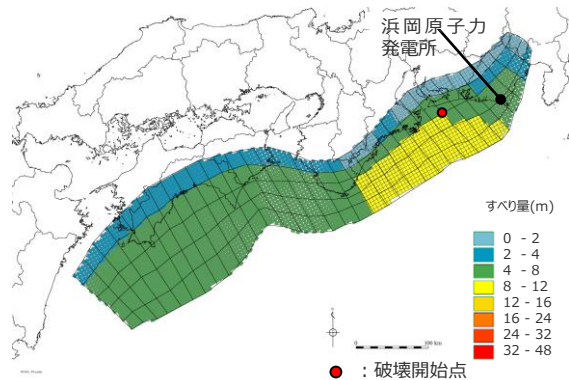 浜岡原子力
発電所
すべり量(m)
0 - 2
2 - 4
4 - 8
8 - 12
12 - 16
16 - 24
24 - 32
32 - 48
：破壊開始点